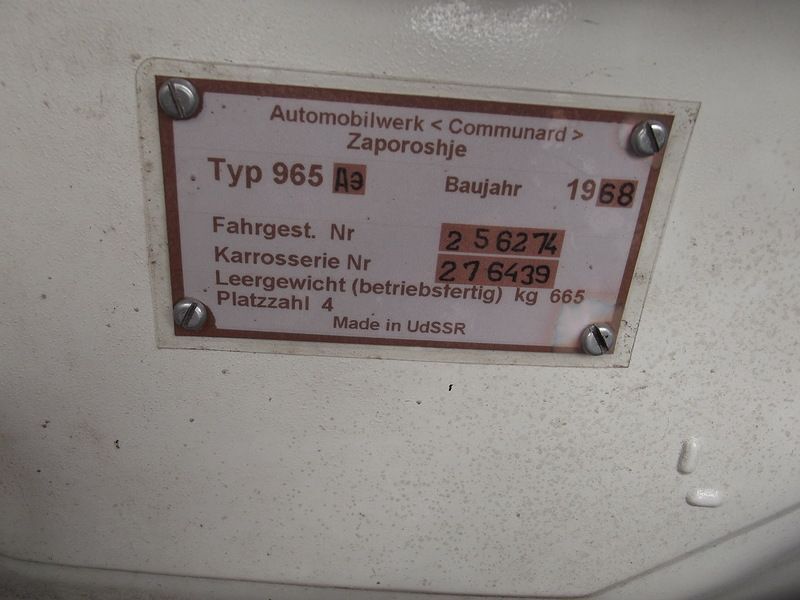 Automobilwerk < Communard >
Zaporoshje
Typ 965 АЭ Baujahr 1968
Fahrgest. Nr 256274
Karrosserie Nr 276439
Leergewicht (betriebsfertig) kg 665
Platzzahl 4
Made in UdSSR